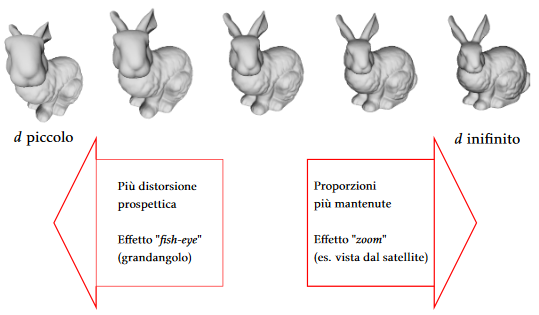 d piccolo
d inifinito
Più distorsione
prospettica
Effetto "fish-eye"
(grandangolo)
Proporzioni
più mantenute
Effetto "zoom"
(es. vista dal satellite)